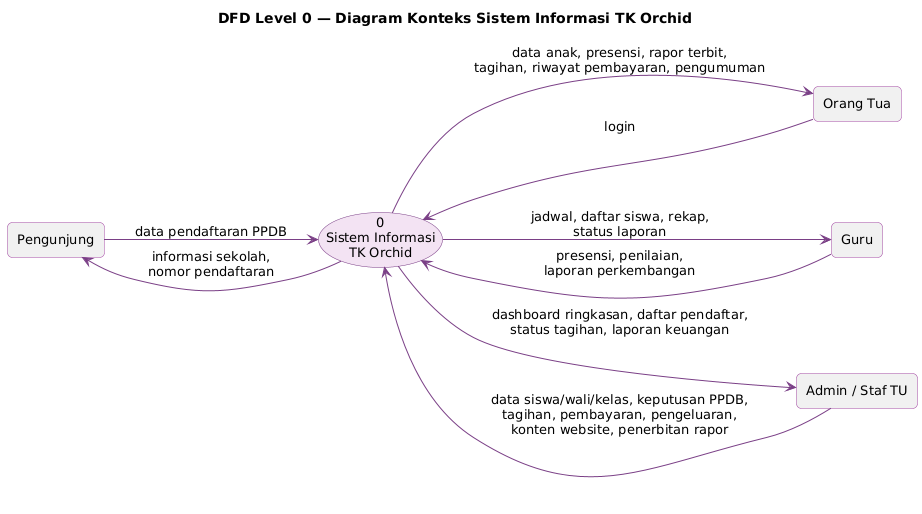 DFD Level 0 — Diagram Konteks Sistem Informasi TK Orchid
data anak, presensi, rapor terbit,
tagihan, riwayat pembayaran, pengumuman
Orang Tua
login
Pengunjung
data pendaftaran PPDB
informasi sekolah,
nomor pendaftaran
0
Sistem Informasi
TK Orchid
jadwal, daftar siswa, rekap,
status laporan
presensi, penilaian,
laporan perkembangan
Guru
dashboard ringkasan, daftar pendaftar,
status tagihan, laporan keuangan
Admin / Staf TU
data siswa/wali/kelas, keputusan PPDB,
tagihan, pembayaran, pengeluaran,
konten website, penerbitan rapor